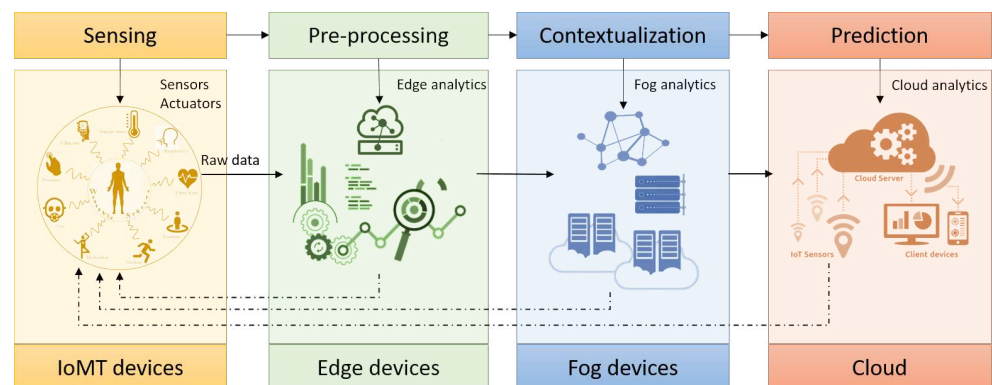 Sensing
Pre-processing
Contextualization
Prediction
Sensors
Actuators
Edge analytics
Fog analytics
Cloud analytics
Raw data
Cloud Server
IoT Sensors
Client devices
IoMT devices
Edge devices
Fog devices
Cloud